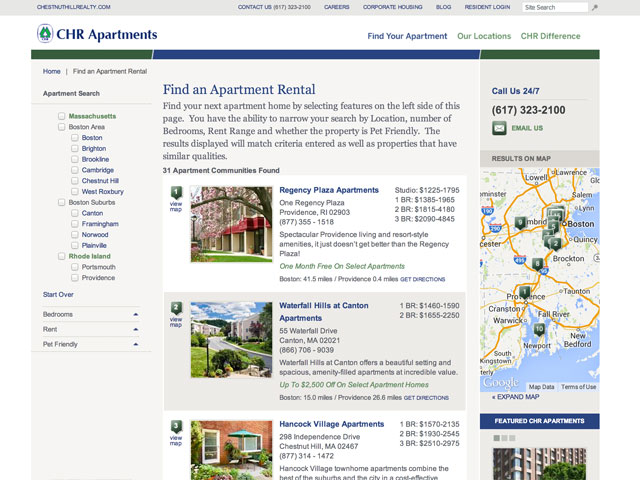 CHESTNUTHILLREALTY.COM
CONTACT US (617) 323-2100 CAREERS CORPORATE HOUSING BLOG RESIDENT LOGIN Site Search
CHR Apartments
Find Your Apartment Our Locations CHR Difference
Home | Find an Apartment Rental
Apartment Search
Massachusetts
Boston Area
Boston
Brighton
Brookline
Cambridge
Chestnut Hill
West Roxbury
Boston Suburbs
Canton
Framingham
Norwood
Plainville
Rhode Island
Portsmouth
Providence
Start Over
Bedrooms
Rent
Pet Friendly
Find an Apartment Rental
Find your next apartment home by selecting features on the left side of this
page. You have the ability to narrow your search by Location, number of
Bedrooms, Rent Range and whether the property is Pet Friendly. The
results displayed will match criteria entered as well as properties that have
similar qualities.
31 Apartment Communities Found
1
view
map
Regency Plaza Apartments
One Regency Plaza
Providence, RI 02903
(877) 355 - 1518
Studio: $1225-1795
1 BR: $1385-1965
2 BR: $1815-4180
3 BR: $2090-4845
Spectacular Providence living and resort-style
amenities, it just doesn't get better than the Regency
Plaza!
One Month Free On Select Apartments
Boston: 41.5 miles / Providence 0.4 miles GET DIRECTIONS
2
view
map
Waterfall Hills at Canton
Apartments
55 Waterfall Drive
Canton, MA 02021
(866) 706 - 9039
1 BR: $1460-1590
2 BR: $1655-2250
Waterfall Hills at Canton offers a beautiful setting and
spacious, amenity-filled apartments at incredible value.
Up To $2,500 Off On Select Apartment Homes
Boston: 15.0 miles / Providence 26.6 miles GET DIRECTIONS
3
view
map
Hancock Village Apartments
298 Independence Drive
Chestnut Hill, MA 02467
(877) 314 - 1472
1 BR: $1570-2135
2 BR: $1930-2545
3 BR: $2510-2975
Hancock Village townhome apartments combine the
best of the suburbs and the city in a cost-effective
Call Us 24/7
(617) 323-2100
EMAIL US
RESULTS ON MAP
Lowell
Lawrence
Glouc
Lynn
Boston
Quincy
Brockton
Providence
Cranston
Warwick
Fall River
Newport
New
Bedford
South
Kingstown
495
95
9
2
8
1
10
Google
Map Data Terms of Use
« EXPAND MAP
FEATURED CHR APARTMENTS